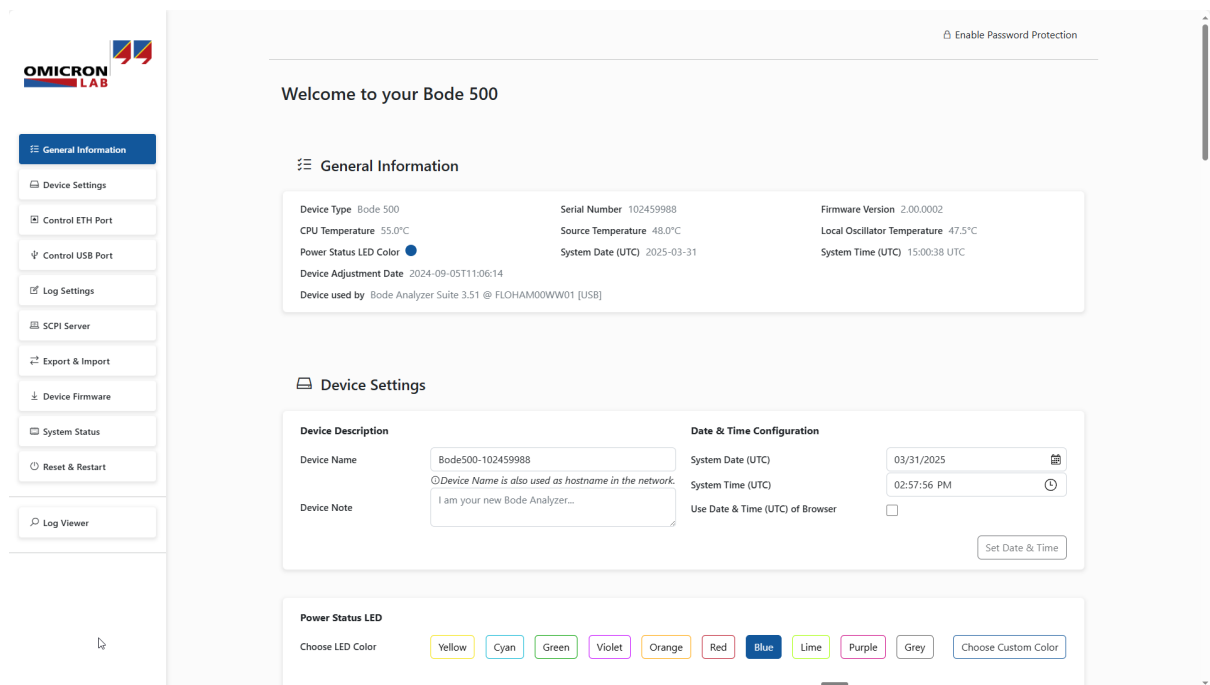 Enable Password Protection
OMICRON
LAB
Welcome to your Bode 500
General Information
Device Settings
Control ETH Port
Control USB Port
Log Settings
SCPI Server
Export & Import
Device Firmware
System Status
Reset & Restart
Log Viewer
General Information
Device Type Bode 500 Serial Number 102459988 Firmware Version 2.00.0002
CPU Temperature 55.0°C Source Temperature 48.0°C Local Oscillator Temperature 47.5°C
Power Status LED Color System Date (UTC) 2025-03-31 System Time (UTC) 15:00:38 UTC
Device Adjustment Date 2024-09-05T11:06:14
Device used by Bode Analyzer Suite 3.51 @ FLOHAM00WW01 [USB]
Device Settings
Device Description
Device Name Bode500-102459988
Device Name is also used as hostname in the network.
Device Note I am your new Bode Analyzer...
Date & Time Configuration
System Date (UTC) 03/31/2025
System Time (UTC) 02:57:56 PM
Use Date & Time (UTC) of Browser
Set Date & Time
Power Status LED
Choose LED Color Yellow Cyan Green Violet Orange Red Blue Lime Purple Grey Choose Custom Color